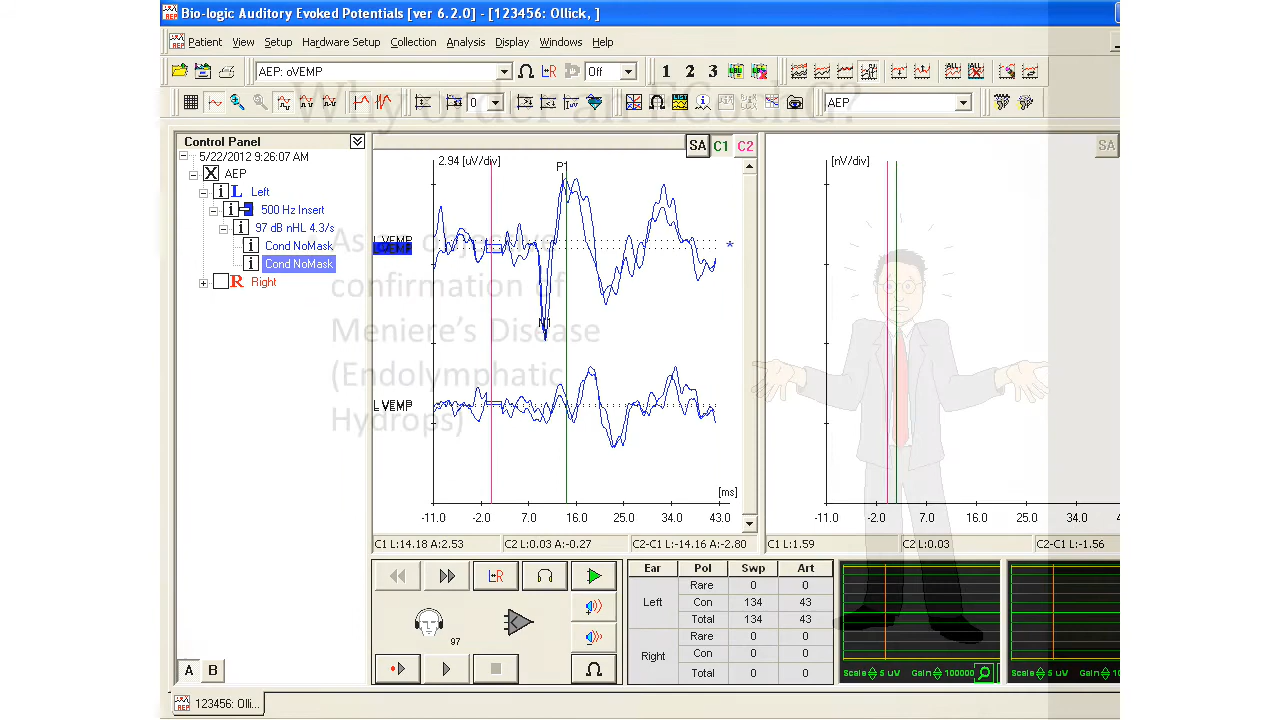 Bio-logic Auditory Evoked Potentials [ver 6.2.0] - [123456: Ollick, ]
Patient View Setup Hardware Setup Collection Analysis Display Windows Help
AEP: oVEMP
Off
1 2 3
0
AEP
Why order an ECochG?
Control Panel
5/22/2012 9:26:07 AM
AEP
Left
500 Hz Insert
97 dB nHL 4.3/s
Cond NoMask
Cond NoMask
Right
SA C1 C2
2.94 [uV/div]
P1
L VEMP
L VEMP
N1
L VEMP
[ms]
-11.0 -2.0 7.0 16.0 25.0 34.0 43.0
C1 L:14.18 A:2.53 C2 L:0.03 A:-0.27 C2-C1 L:-14.16 A:-2.80
As an objective
confirmation of
Meniere's Disease
(Endolymphatic
Hydrops)
SA
[nV/div]
-11.0 -2.0 7.0 16.0 25.0 34.0
C1 L:1.59 C2 L:0.03 C2-C1 L:-1.56
97
Ear Pol Swp Art
Left
Rare 0 0
Con 134 43
Total 134 43
Right
Rare 0 0
Con 0 0
Total 0 0
Scale 5 uV Gain 100000
Scale 5 uV Gain
A B
123456: Olli...